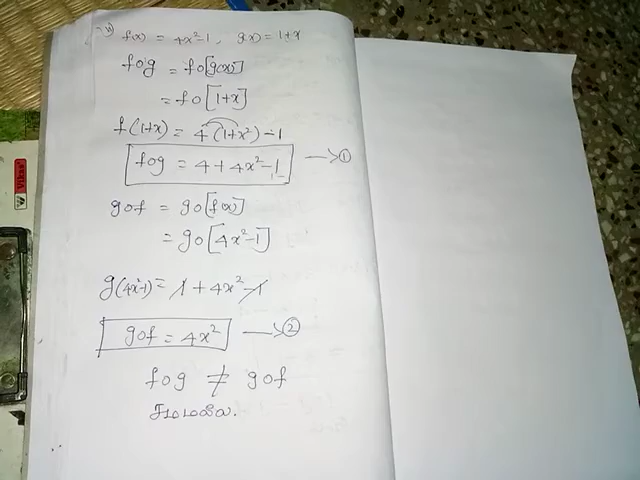 v) f(x) = 4x²-1, g(x) = 1+x
fog = fo[g(x)]
= fo[1+x]
f(1+x) = 4(1+x²)-1
fog = 4+4x²-1 → ①
gof = go[f(x)]
= go[4x²-1]
g(4x²-1) = 1 + 4x² - 1
gof = 4x² → ②
fog ≠ gof
Vikas